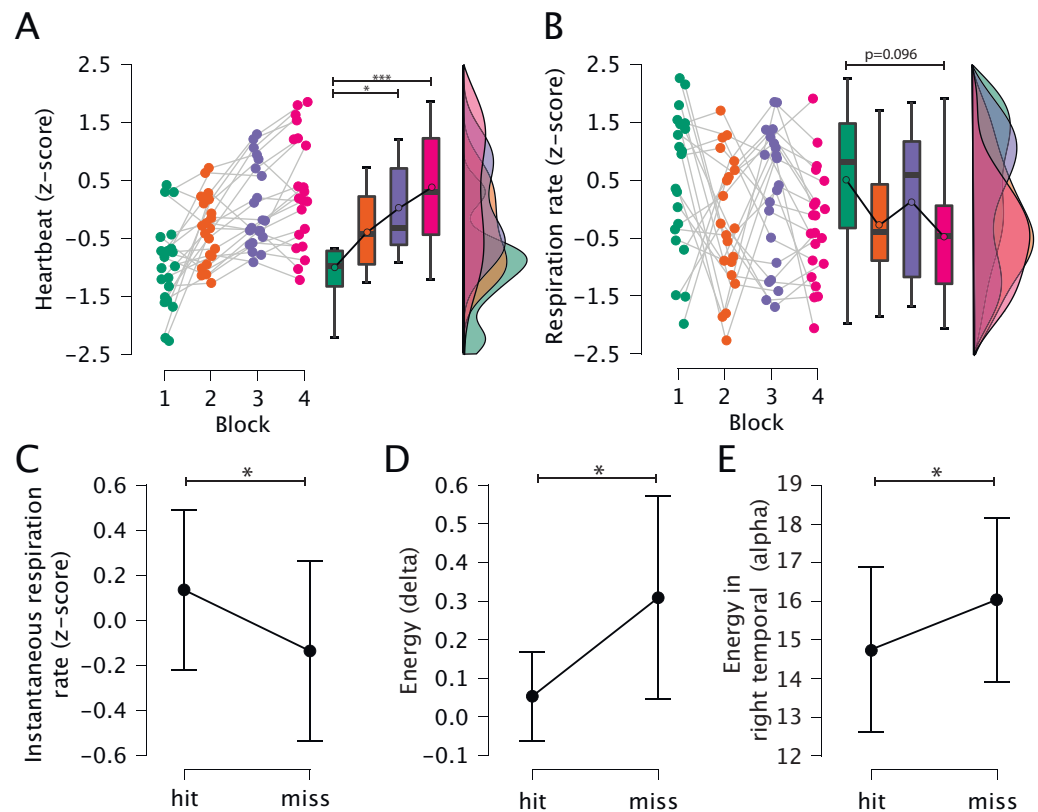 A
Heartbeat (z-score)
2.5
1.5
0.5
−0.5
−1.5
−2.5
***
*
1 2 3 4
Block
B
Respiration rate (z-score)
2.5
1.5
0.5
−0.5
−1.5
−2.5
p=0.096
1 2 3 4
Block
C
Instantaneous respiration
rate (z-score)
0.6
0.4
0.2
0.0
−0.2
−0.4
−0.6
*
hit miss
D
Energy (delta)
0.6
0.5
0.4
0.3
0.2
0.1
0.0
−0.1
*
hit miss
E
Energy in
right temporal (alpha)
19
18
17
16
15
14
13
12
*
hit miss